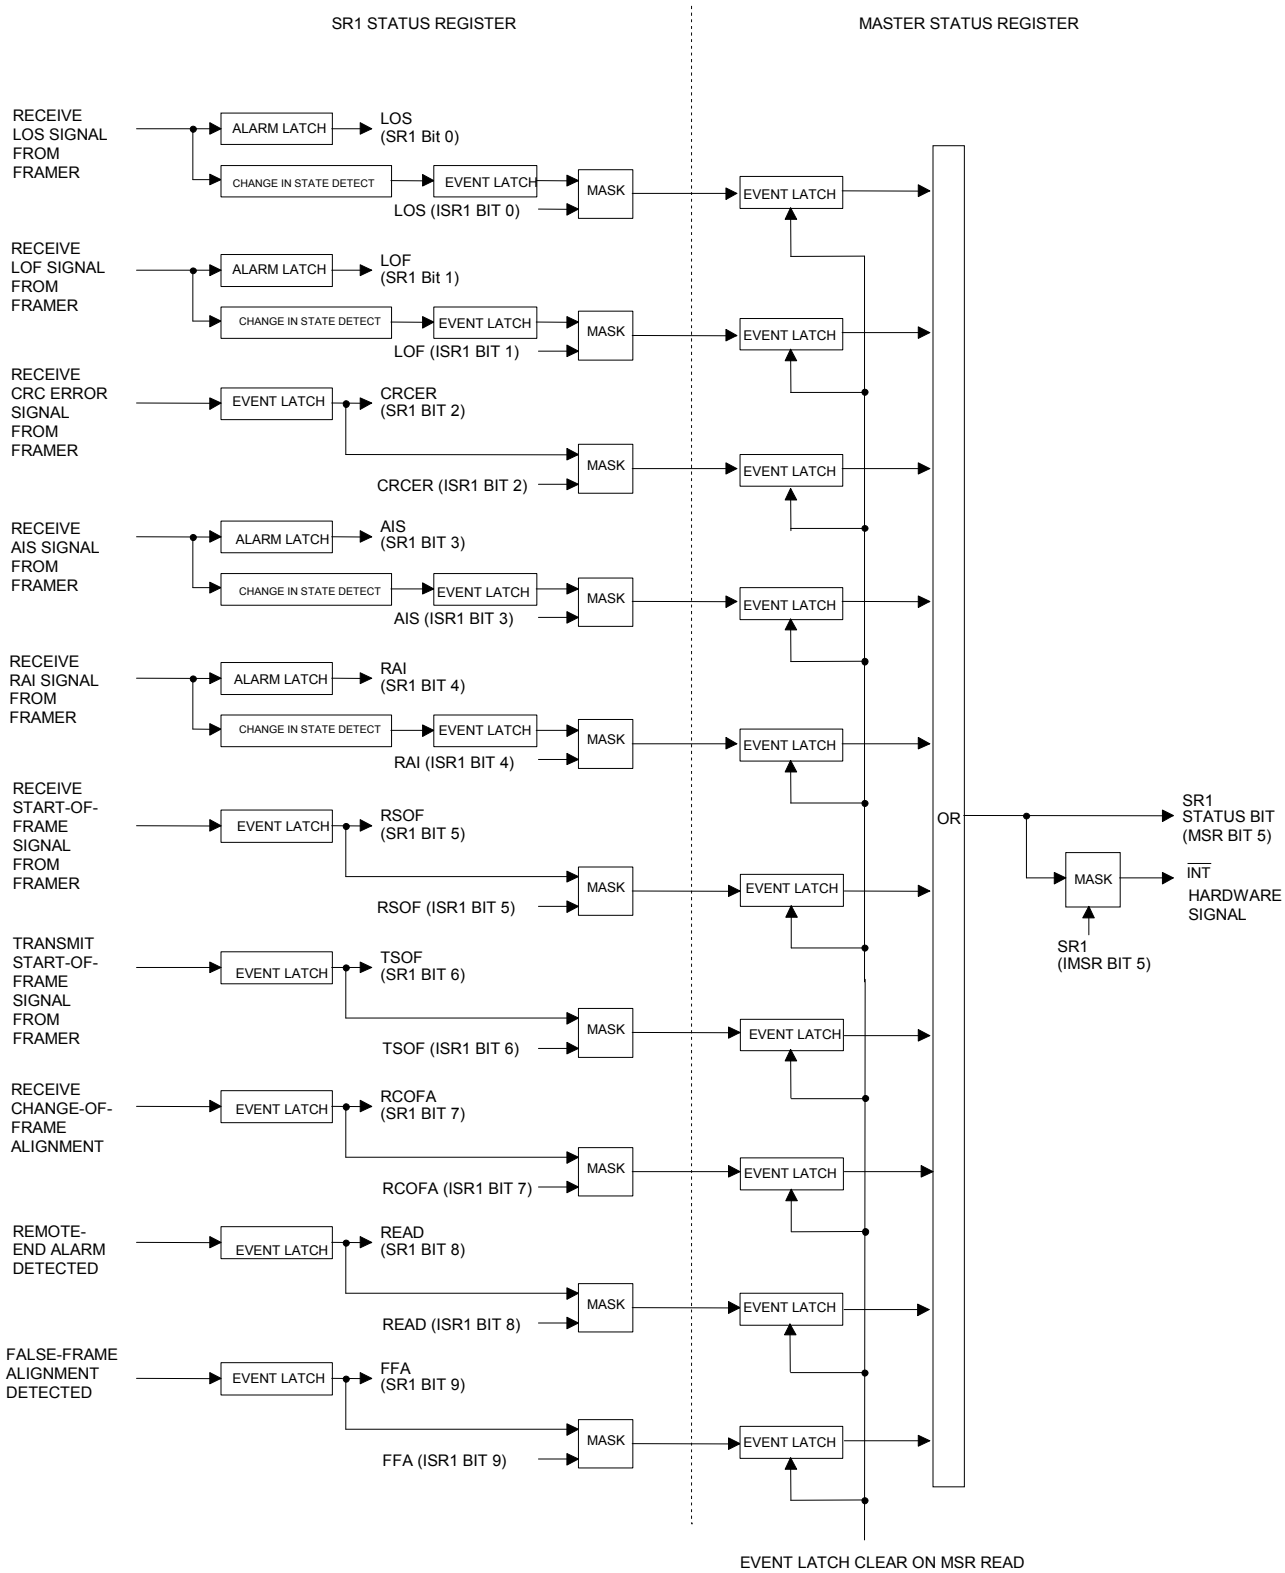 SR1 STATUS REGISTER
MASTER STATUS REGISTER
RECEIVE
LOS SIGNAL
FROM
FRAMER
ALARM LATCH
LOS
(SR1 Bit 0)
CHANGE IN STATE DETECT
EVENT LATCH
LOS (ISR1 BIT 0)
MASK
EVENT LATCH
RECEIVE
LOF SIGNAL
FROM
FRAMER
ALARM LATCH
LOF
(SR1 Bit 1)
CHANGE IN STATE DETECT
EVENT LATCH
LOF (ISR1 BIT 1)
MASK
EVENT LATCH
RECEIVE
CRC ERROR
SIGNAL
FROM
FRAMER
EVENT LATCH
CRCER
(SR1 BIT 2)
CRCER (ISR1 BIT 2)
MASK
EVENT LATCH
RECEIVE
AIS SIGNAL
FROM
FRAMER
ALARM LATCH
AIS
(SR1 BIT 3)
CHANGE IN STATE DETECT
EVENT LATCH
AIS (ISR1 BIT 3)
MASK
EVENT LATCH
RECEIVE
RAI SIGNAL
FROM
FRAMER
ALARM LATCH
RAI
(SR1 BIT 4)
CHANGE IN STATE DETECT
EVENT LATCH
RAI (ISR1 BIT 4)
MASK
EVENT LATCH
RECEIVE
START-OF-
FRAME
SIGNAL
FROM
FRAMER
EVENT LATCH
RSOF
(SR1 BIT 5)
RSOF (ISR1 BIT 5)
MASK
EVENT LATCH
OR
SR1
STATUS BIT
(MSR BIT 5)
MASK
INT
HARDWARE
SIGNAL
SR1
(IMSR BIT 5)
TRANSMIT
START-OF-
FRAME
SIGNAL
FROM
FRAMER
EVENT LATCH
TSOF
(SR1 BIT 6)
TSOF (ISR1 BIT 6)
MASK
EVENT LATCH
RECEIVE
CHANGE-OF-
FRAME
ALIGNMENT
EVENT LATCH
RCOFA
(SR1 BIT 7)
RCOFA (ISR1 BIT 7)
MASK
EVENT LATCH
REMOTE-
END ALARM
DETECTED
EVENT LATCH
READ
(SR1 BIT 8)
READ (ISR1 BIT 8)
MASK
EVENT LATCH
FALSE-FRAME
ALIGNMENT
DETECTED
EVENT LATCH
FFA
(SR1 BIT 9)
FFA (ISR1 BIT 9)
MASK
EVENT LATCH
EVENT LATCH CLEAR ON MSR READ